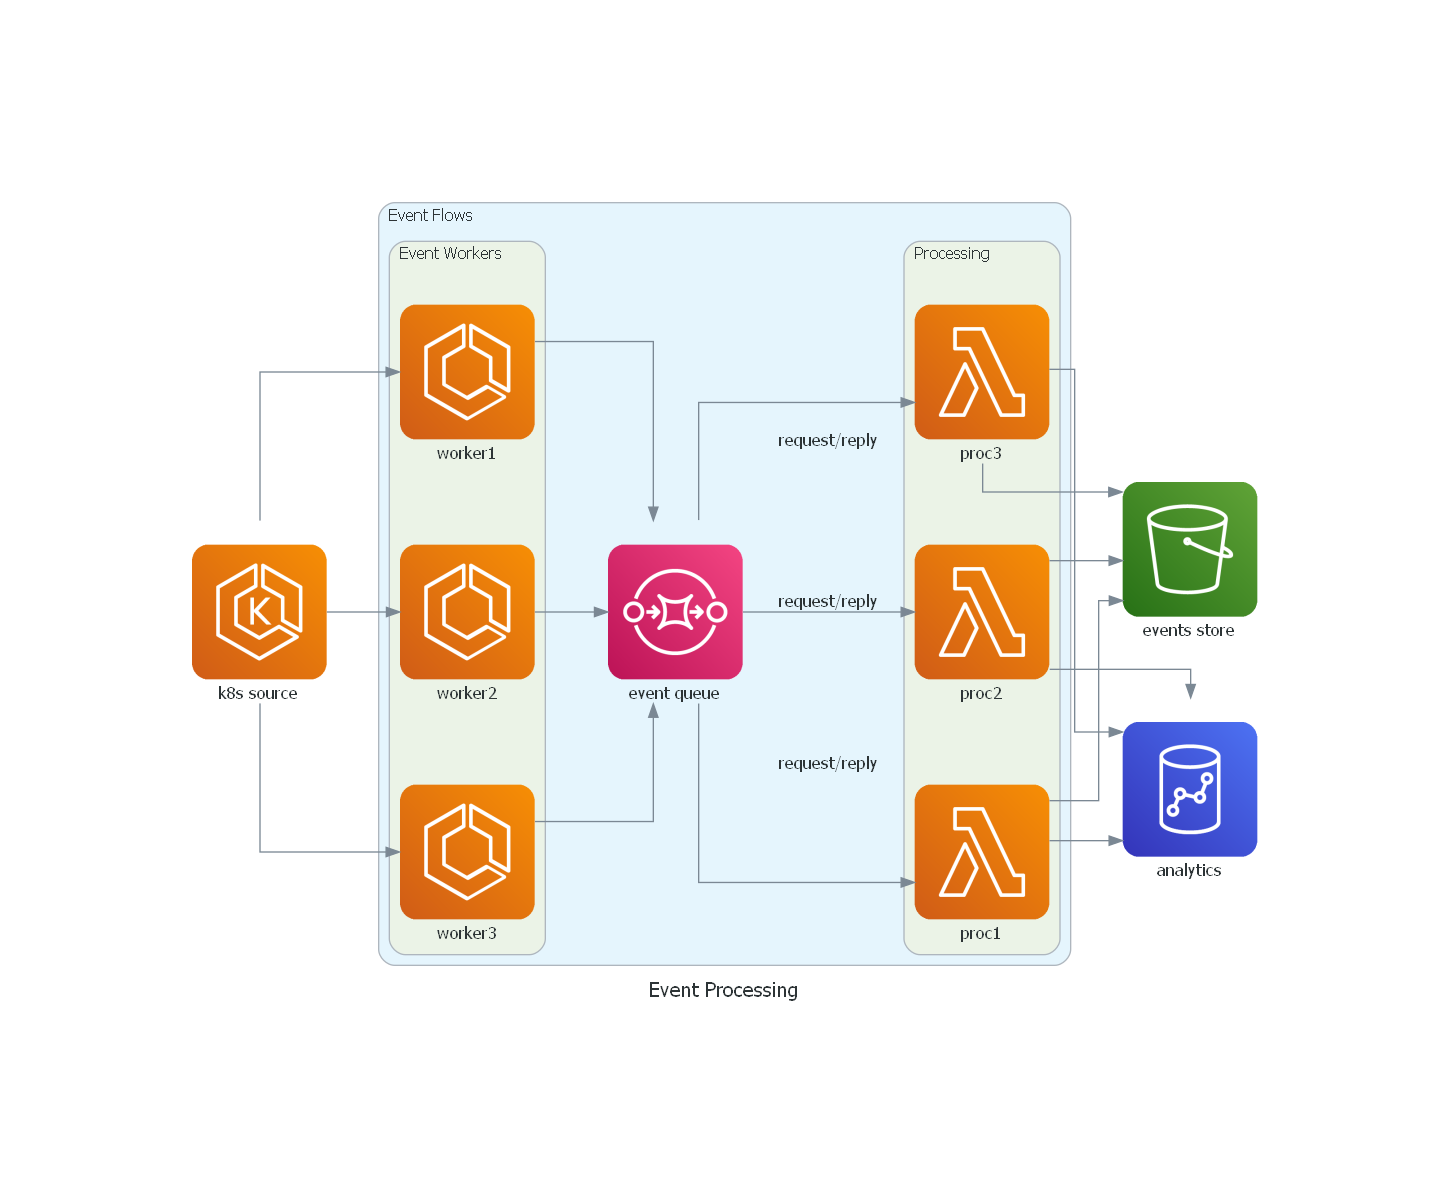 Event Flows
Event Workers
Processing
worker1
request/reply
proc3
k8s source
worker2
event queue
request/reply
proc2
events store
worker3
request/reply
proc1
analytics
Event Processing
K